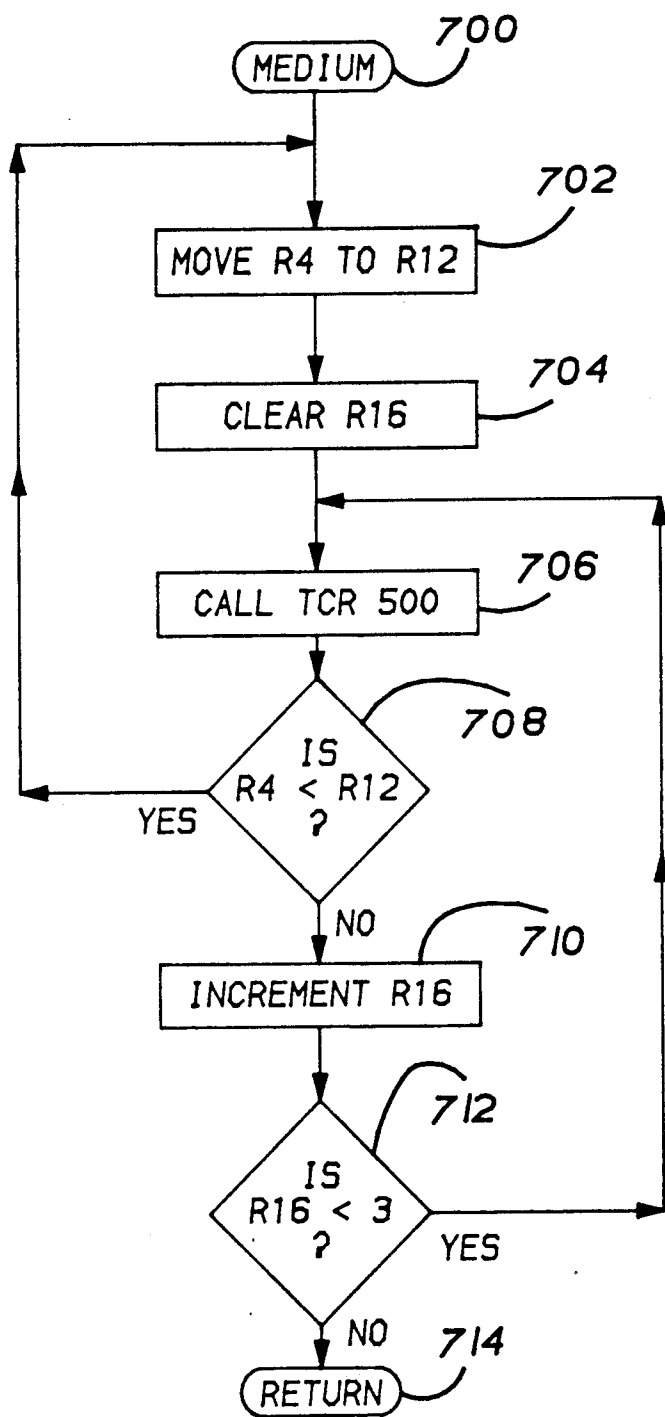 700
MEDIUM
702
MOVE R4 TO R12
704
CLEAR R16
706
CALL TCR 500
708
IS
R4 < R12
?
YES
NO
710
INCREMENT R16
712
IS
R16 < 3
?
YES
NO
714
RETURN